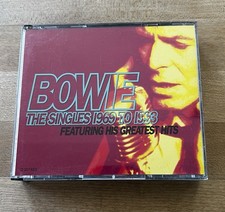 BOWIE
THE SINGLES 1969 TO 1993
FEATURING HIS GREATEST HITS